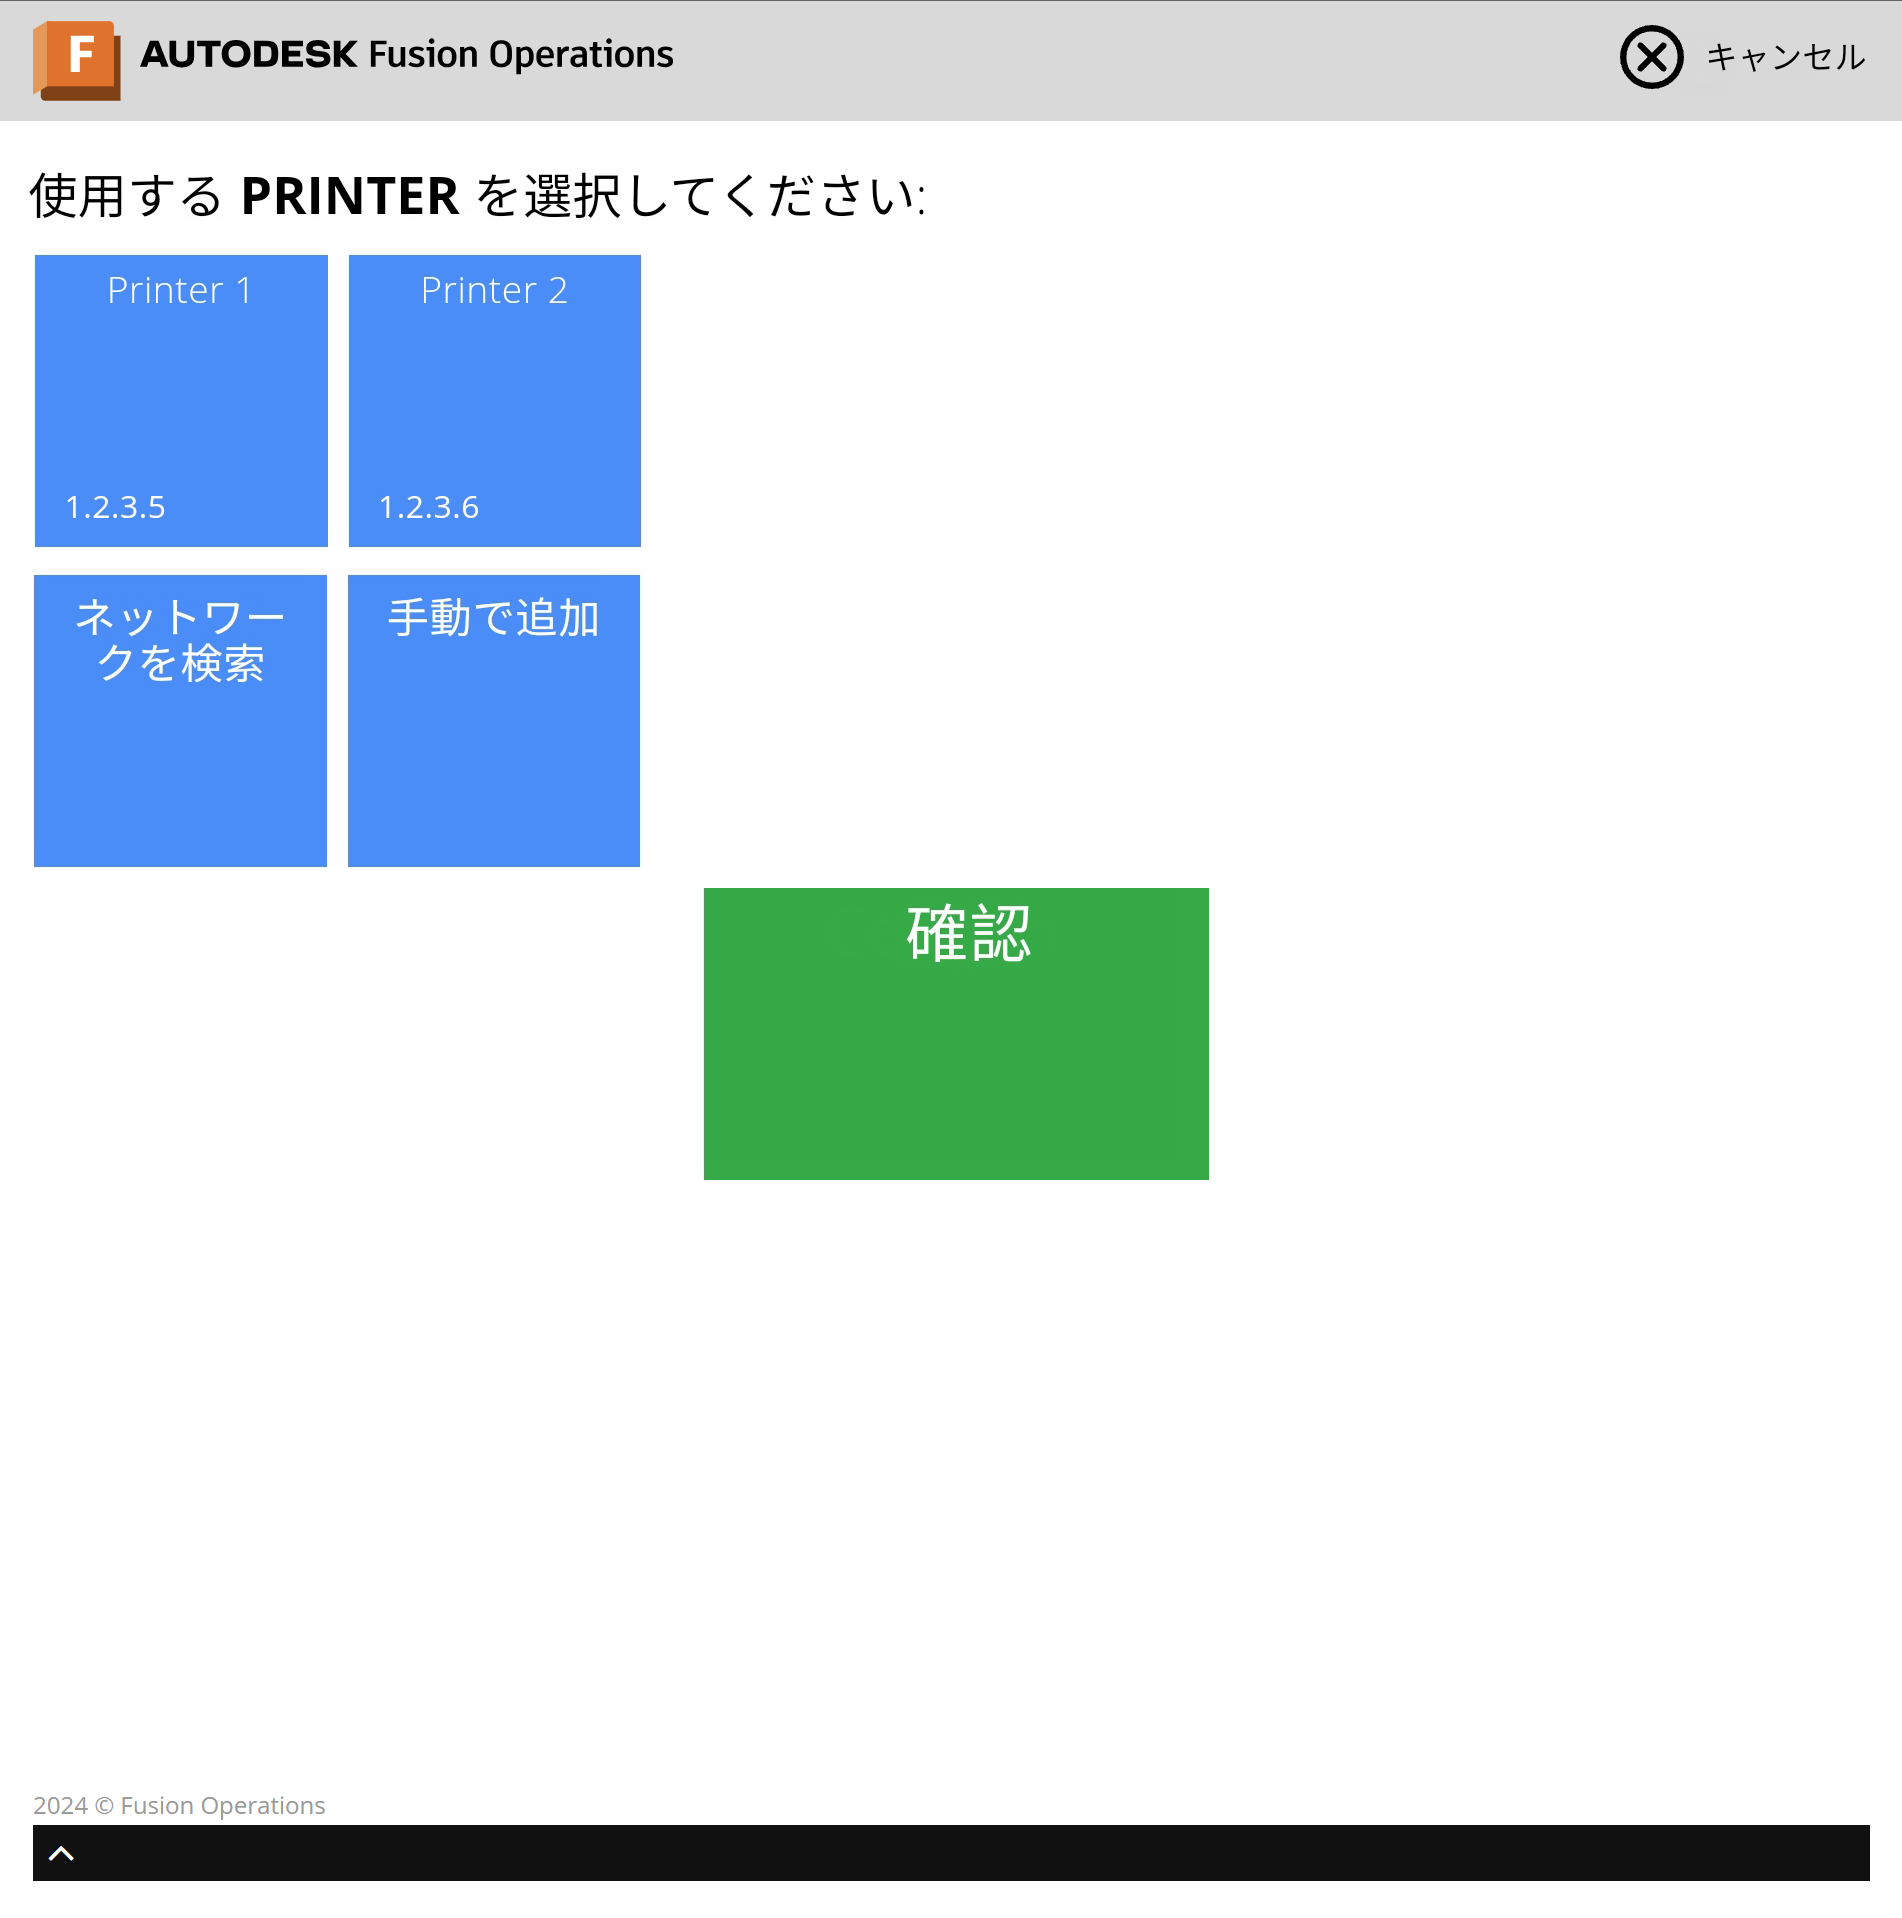 F
AUTODESK Fusion Operations
キャンセル
使用する PRINTER を選択してください:
Printer 1
Printer 2
1.2.3.5
1.2.3.6
ネットワー
クを検索
手動で追加
確認
2024 © Fusion Operations